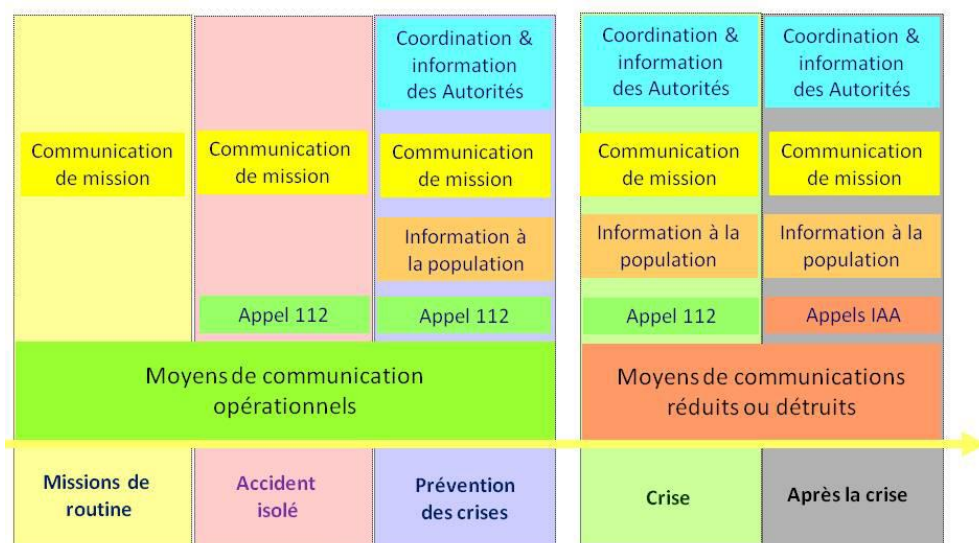 Coordination &
information
des Autorités
Coordination &
information
des Autorités
Coordination &
information
des Autorités
Communication
de mission
Communication
de mission
Communication
de mission
Communication
de mission
Communication
de mission
Information à
la population
Information à la
population
Information à la
population
Appel 112
Appel 112
Appel 112
Appels IAA
Moyens de communication
opérationnels
Moyens de communications
réduits ou détruits
Missions de
routine
Accident
isolé
Prévention
des crises
Crise
Après la crise